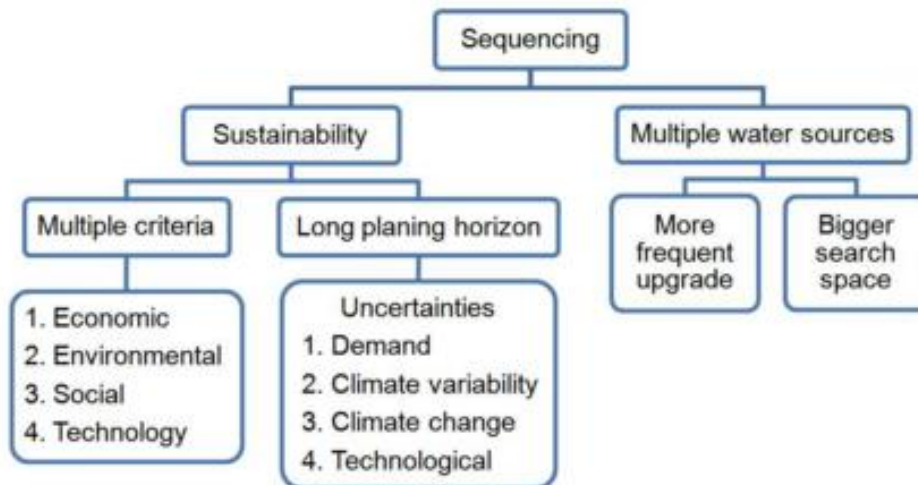 Sequencing
Sustainability
Multiple water sources
Multiple criteria
Long planing horizon
More
frequent
upgrade
Bigger
search
space
1. Economic
2. Environmental
3. Social
4. Technology
Uncertainties
1. Demand
2. Climate variability
3. Climate change
4. Technological